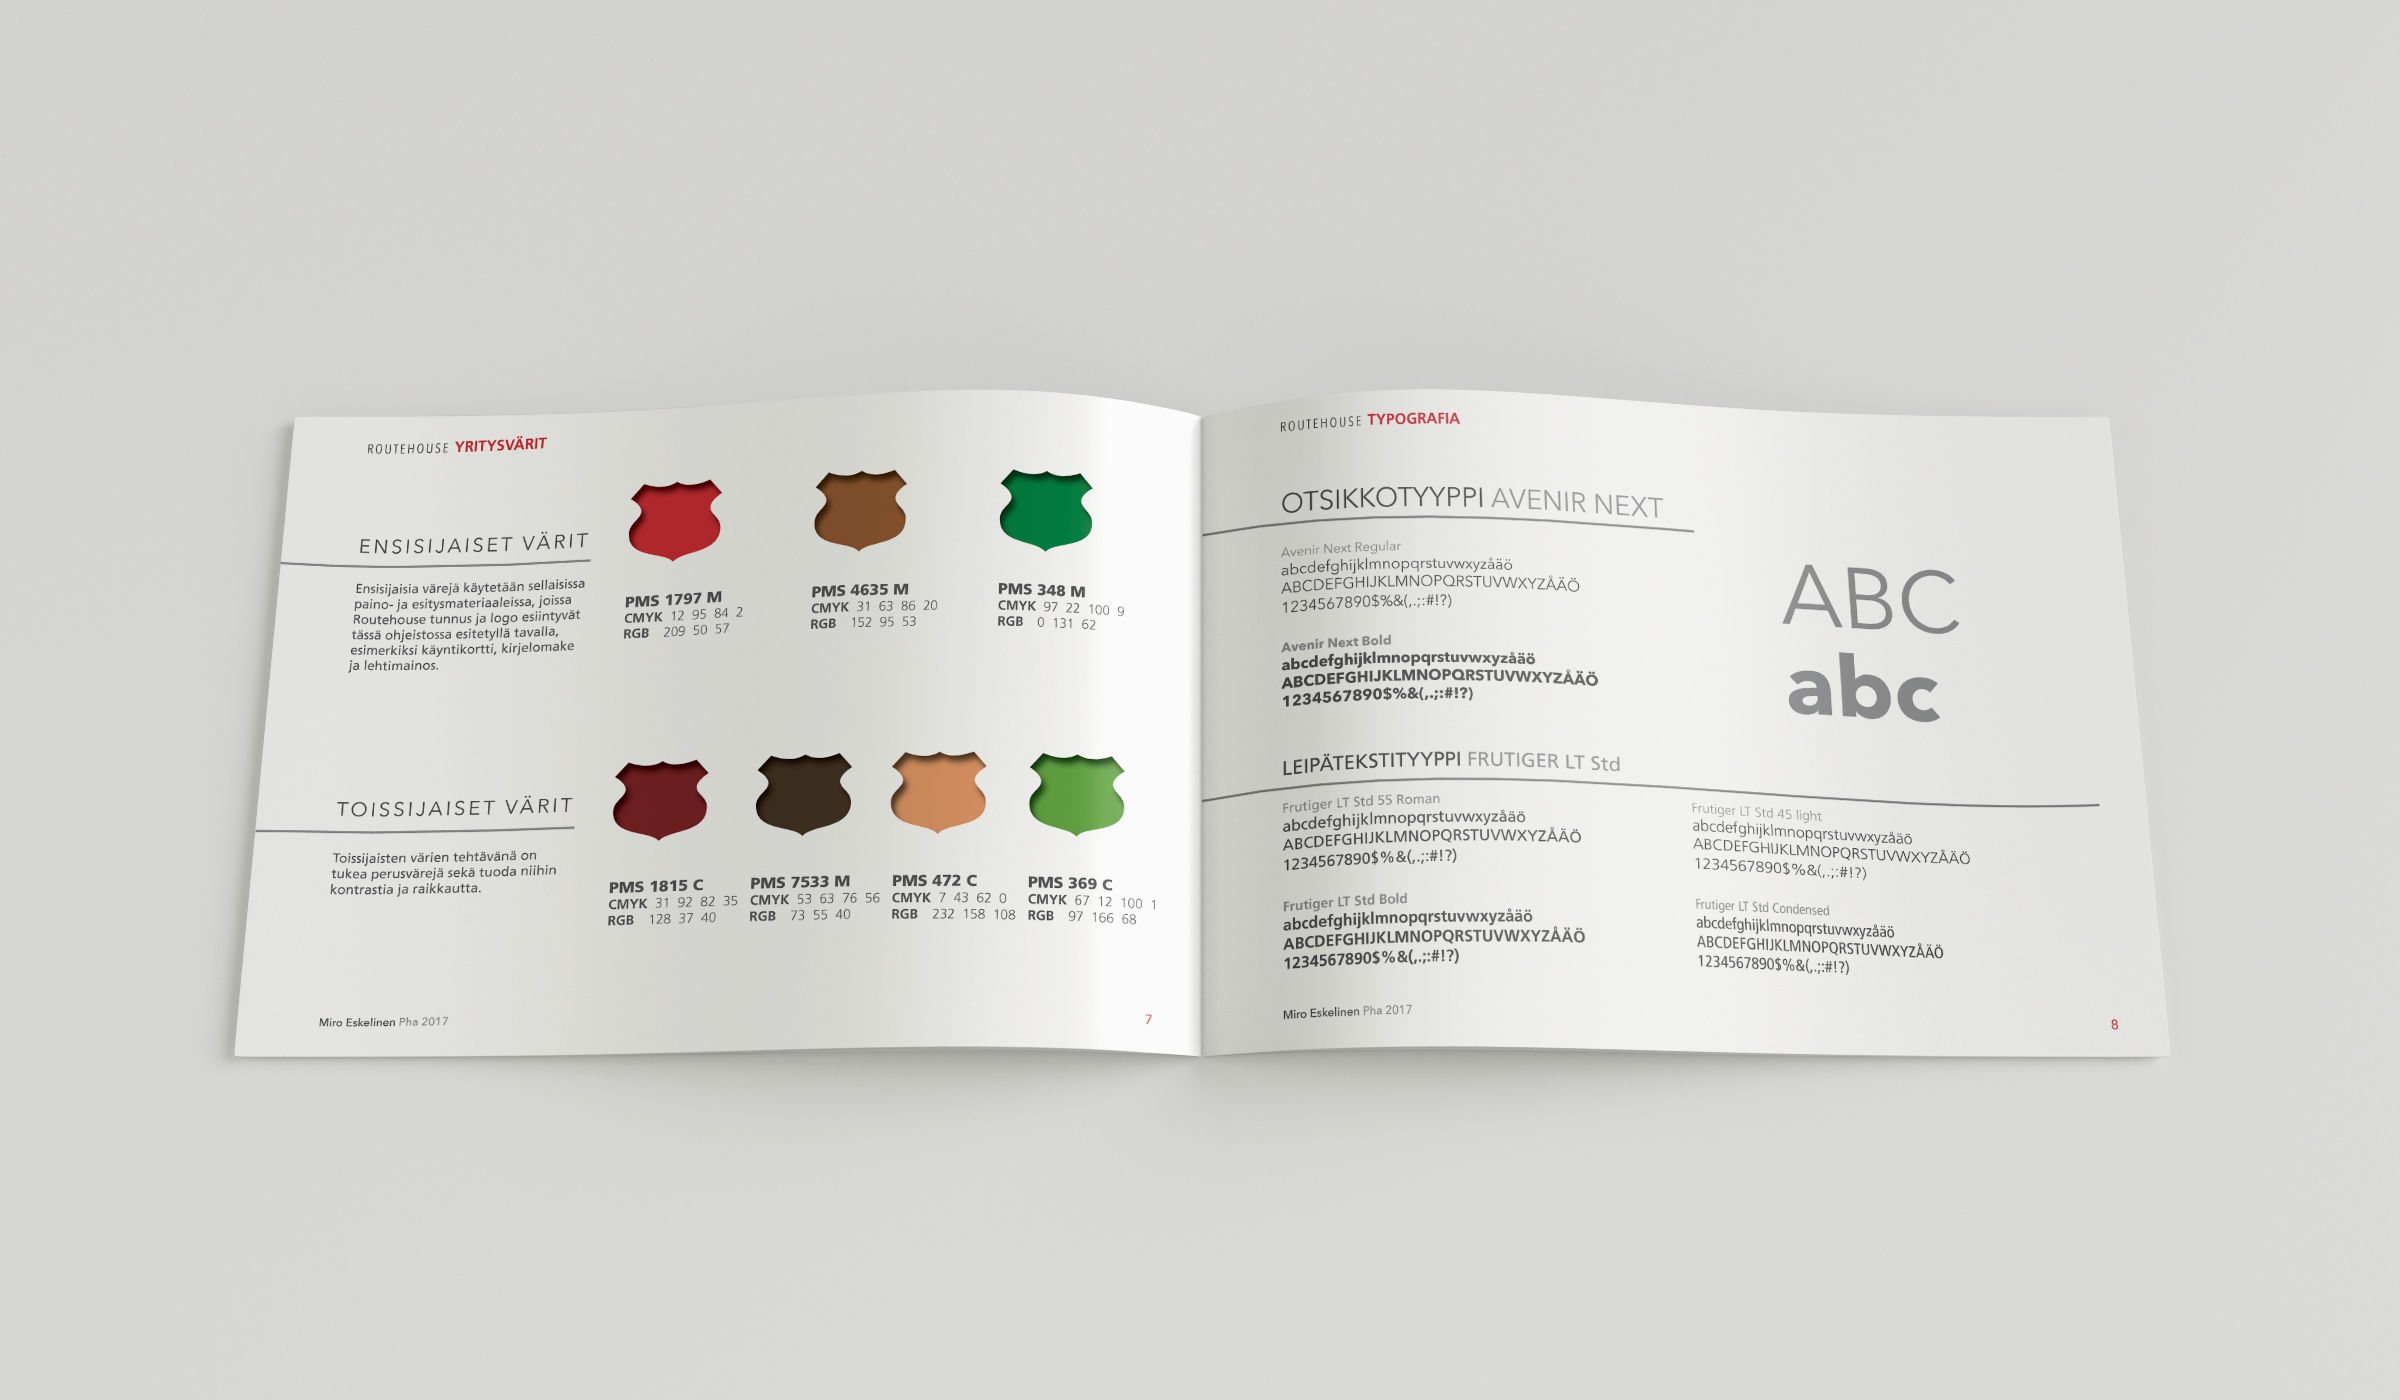 ROUTEHOUSE YRITYSVÄRIT
ENSISIJAISET VÄRIT
Ensisijaisia värejä käytetään sellaisissa
paino- ja esitysmateriaaleissa, joissa
Routehouse tunnus ja logo esiintyvät
tässä ohjeistossa esitetyllä tavalla,
esimerkiksi käyntikortti, kirjelomake
ja lehtimainos.
PMS 1797 M
CMYK 12 95 84 2
RGB 209 50 57
PMS 4635 M
CMYK 31 63 86 20
RGB 152 95 53
PMS 348 M
CMYK 97 22 100 9
RGB 0 131 62
TOISSIJAISET VÄRIT
Toissijaisten värien tehtävänä on
tukea perusvärejä sekä tuoda niihin
kontrastia ja raikkautta.
PMS 1815 C
CMYK 31 92 82 35
RGB 128 37 40
PMS 7533 M
CMYK 53 63 76 56
RGB 73 55 40
PMS 472 C
CMYK 7 43 62 0
RGB 232 158 108
PMS 369 C
CMYK 67 12 100 1
RGB 97 166 68
Miro Eskelinen Pha 2017
7
ROUTEHOUSE TYPOGRAFIA
OTSIKKOTYYPPI AVENIR NEXT
Avenir Next Regular
abcdefghijklmnopqrstuvwxyzåäö
ABCDEFGHIJKLMNOPQRSTUVWXYZÅÄÖ
1234567890$%&(,.;:#!?)
Avenir Next Bold
abcdefghijklmnopqrstuvwxyzåäö
ABCDEFGHIJKLMNOPQRSTUVWXYZÅÄÖ
1234567890$%&(,.;:#!?)
ABC
abc
LEIPÄTEKSTITYYPPI FRUTIGER LT Std
Frutiger LT Std 55 Roman
abcdefghijklmnopqrstuvwxyzåäö
ABCDEFGHIJKLMNOPQRSTUVWXYZÅÄÖ
1234567890$%&(,.;:#!?)
Frutiger LT Std Bold
abcdefghijklmnopqrstuvwxyzåäö
ABCDEFGHIJKLMNOPQRSTUVWXYZÅÄÖ
1234567890$%&(,.;:#!?)
Frutiger LT Std 45 light
abcdefghijklmnopqrstuvwxyzåäö
ABCDEFGHIJKLMNOPQRSTUVWXYZÅÄÖ
1234567890$%&(,.;:#!?)
Frutiger LT Std Condensed
abcdefghijklmnopqrstuvwxyzåäö
ABCDEFGHIJKLMNOPQRSTUVWXYZÅÄÖ
1234567890$%&(,.;:#!?)
Miro Eskelinen Pha 2017
8